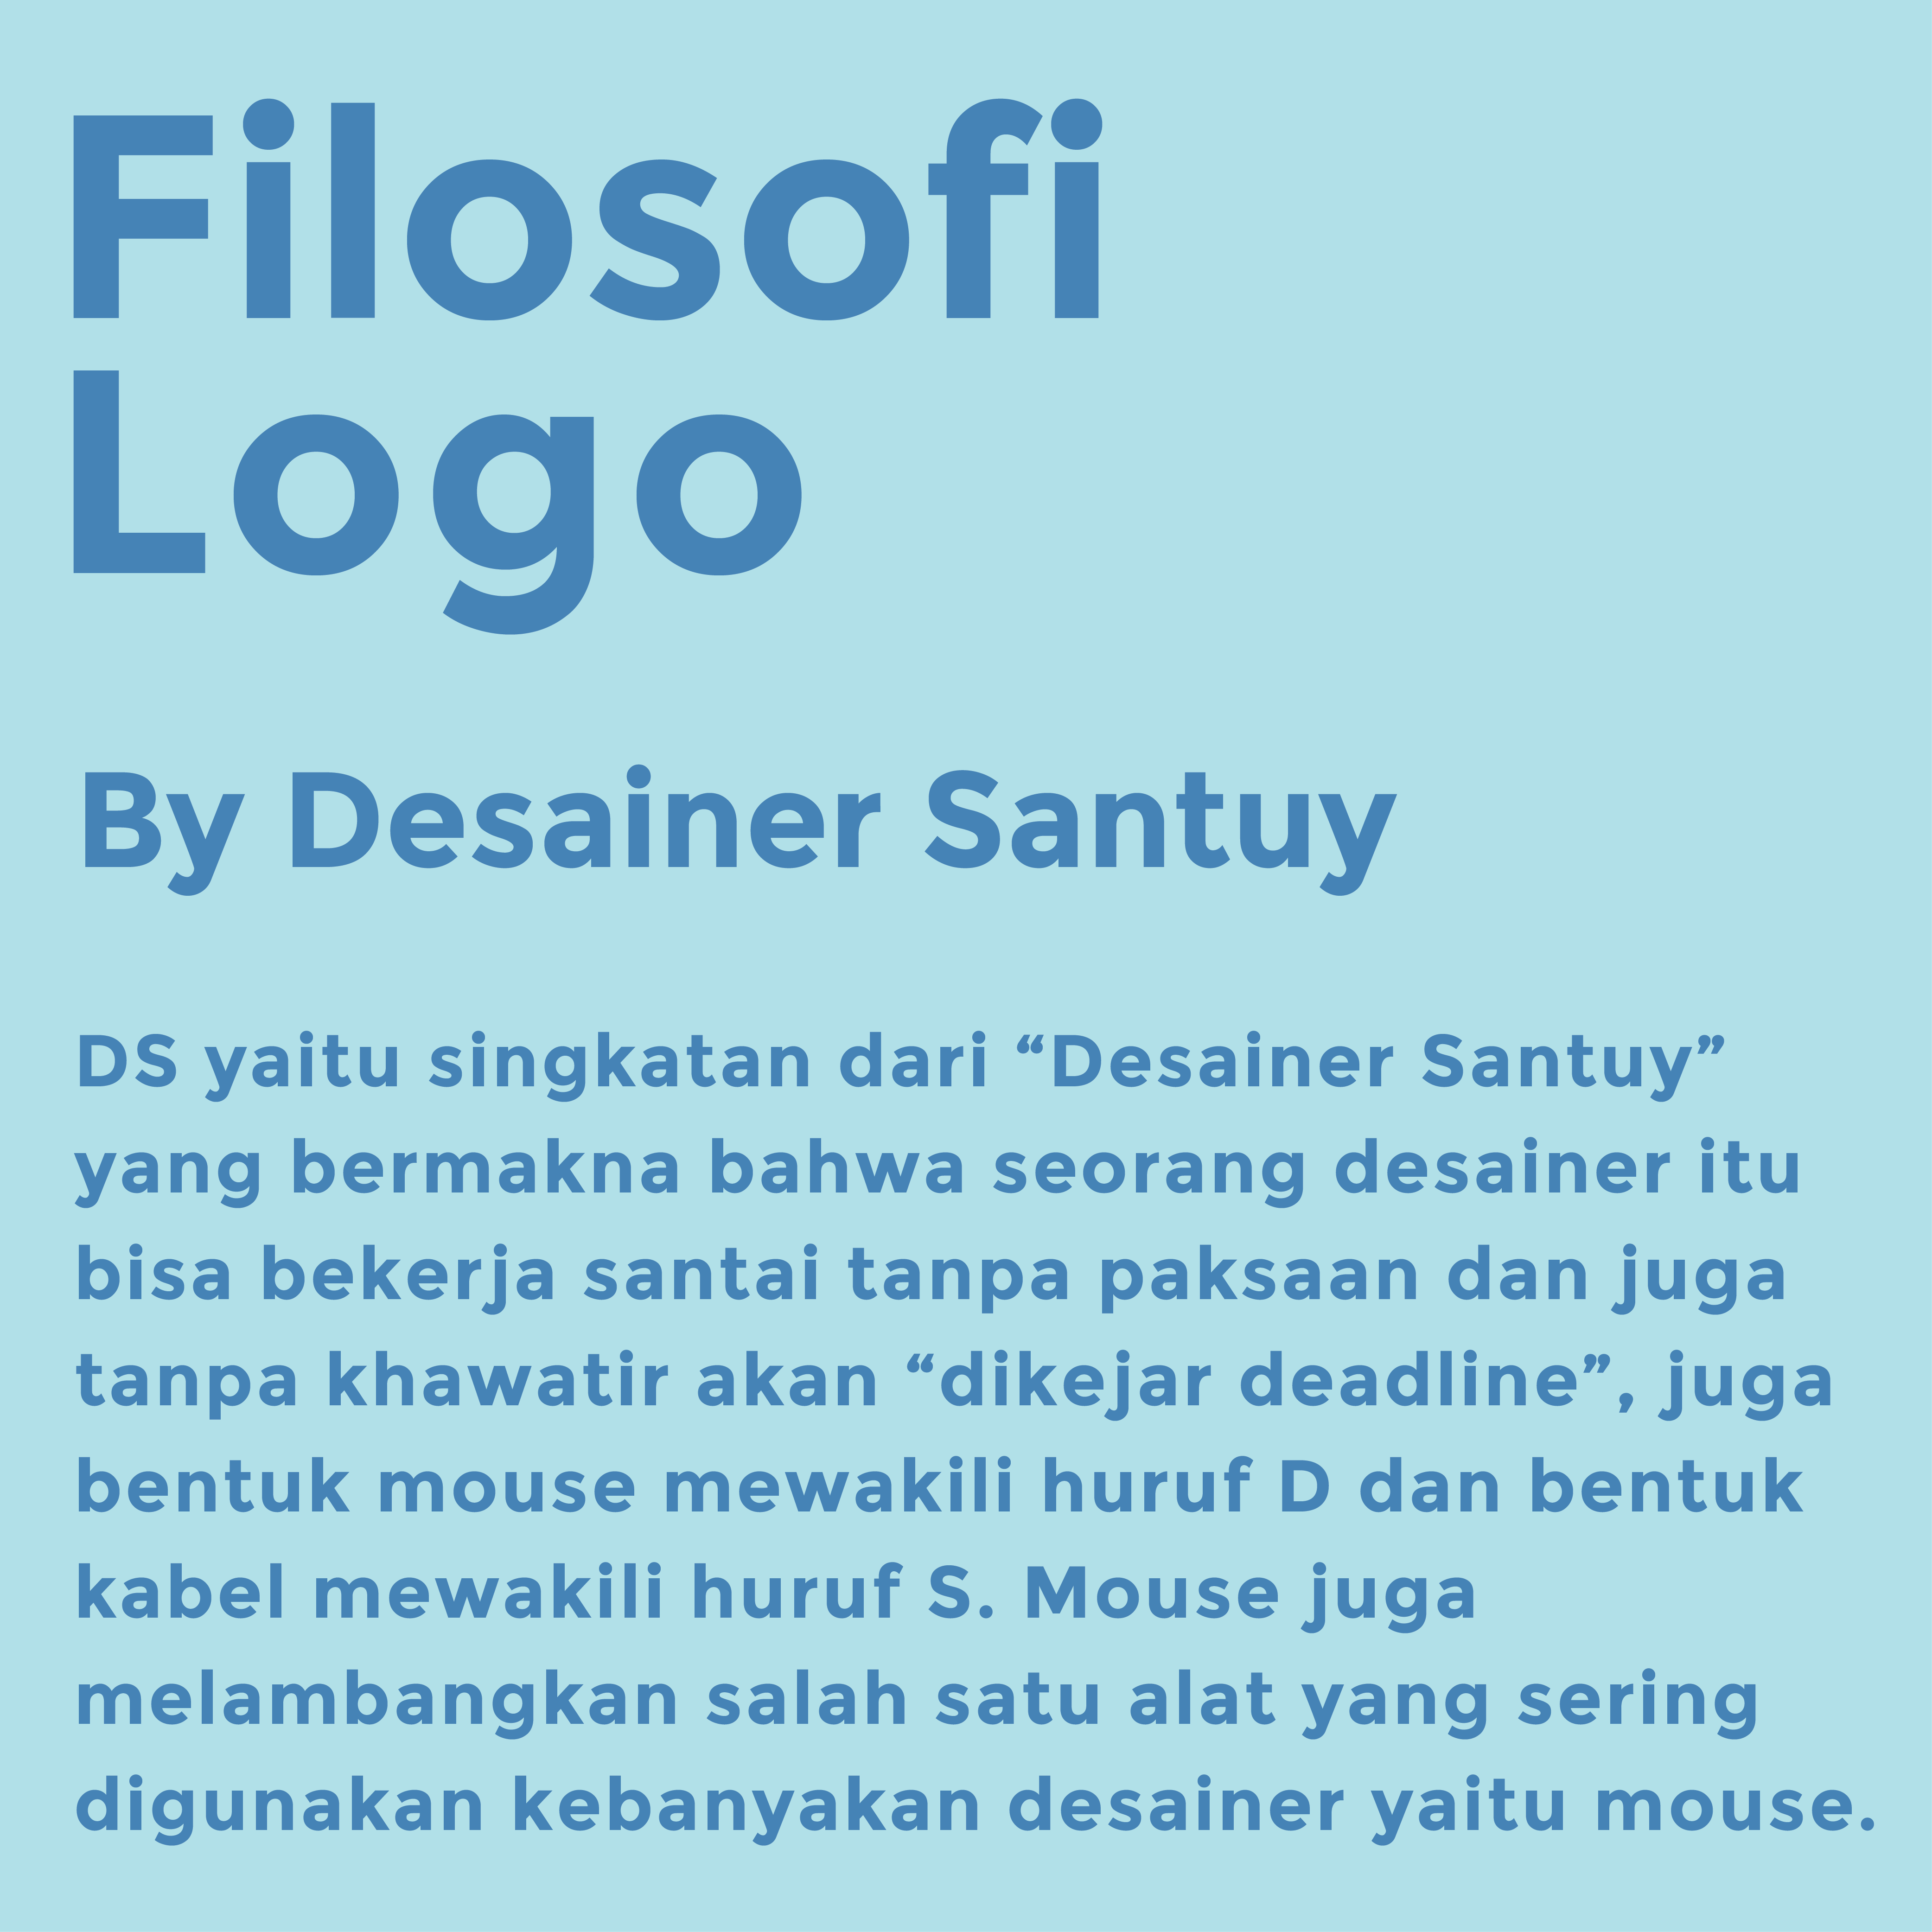 Filosofi
Logo
By Desainer Santuy
DS yaitu singkatan dari “Desainer Santuy”
yang bermakna bahwa seorang desainer itu
bisa bekerja santai tanpa paksaan dan juga
tanpa khawatir akan “dikejar deadline”, juga
bentuk mouse mewakili huruf D dan bentuk
kabel mewakili huruf S. Mouse juga
melambangkan salah satu alat yang sering
digunakan kebanyakan desainer yaitu mouse.